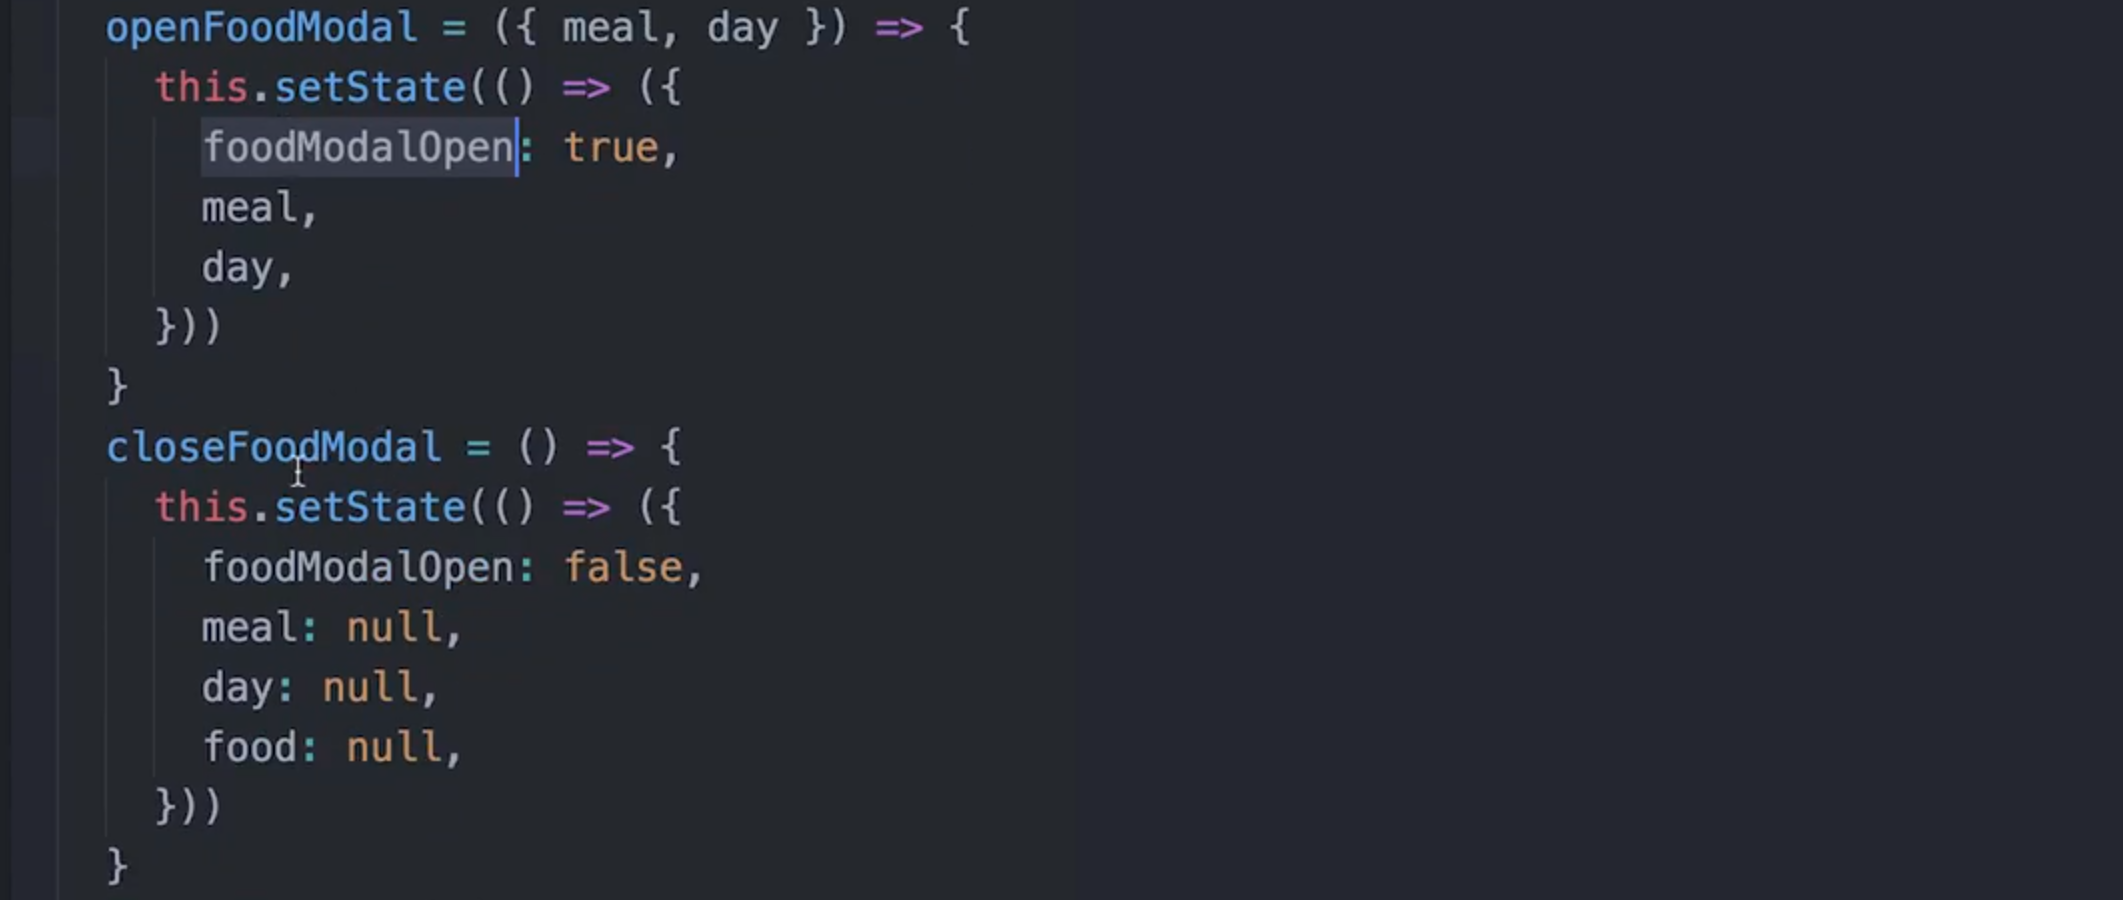 openFoodModal = ({ meal, day }) => {
this.setState(() => ({
foodModalOpen: true,
meal,
day,
}))
}
closeFoodModal = () => {
this.setState(() => ({
foodModalOpen: false,
meal: null,
day: null,
food: null,
}))
}